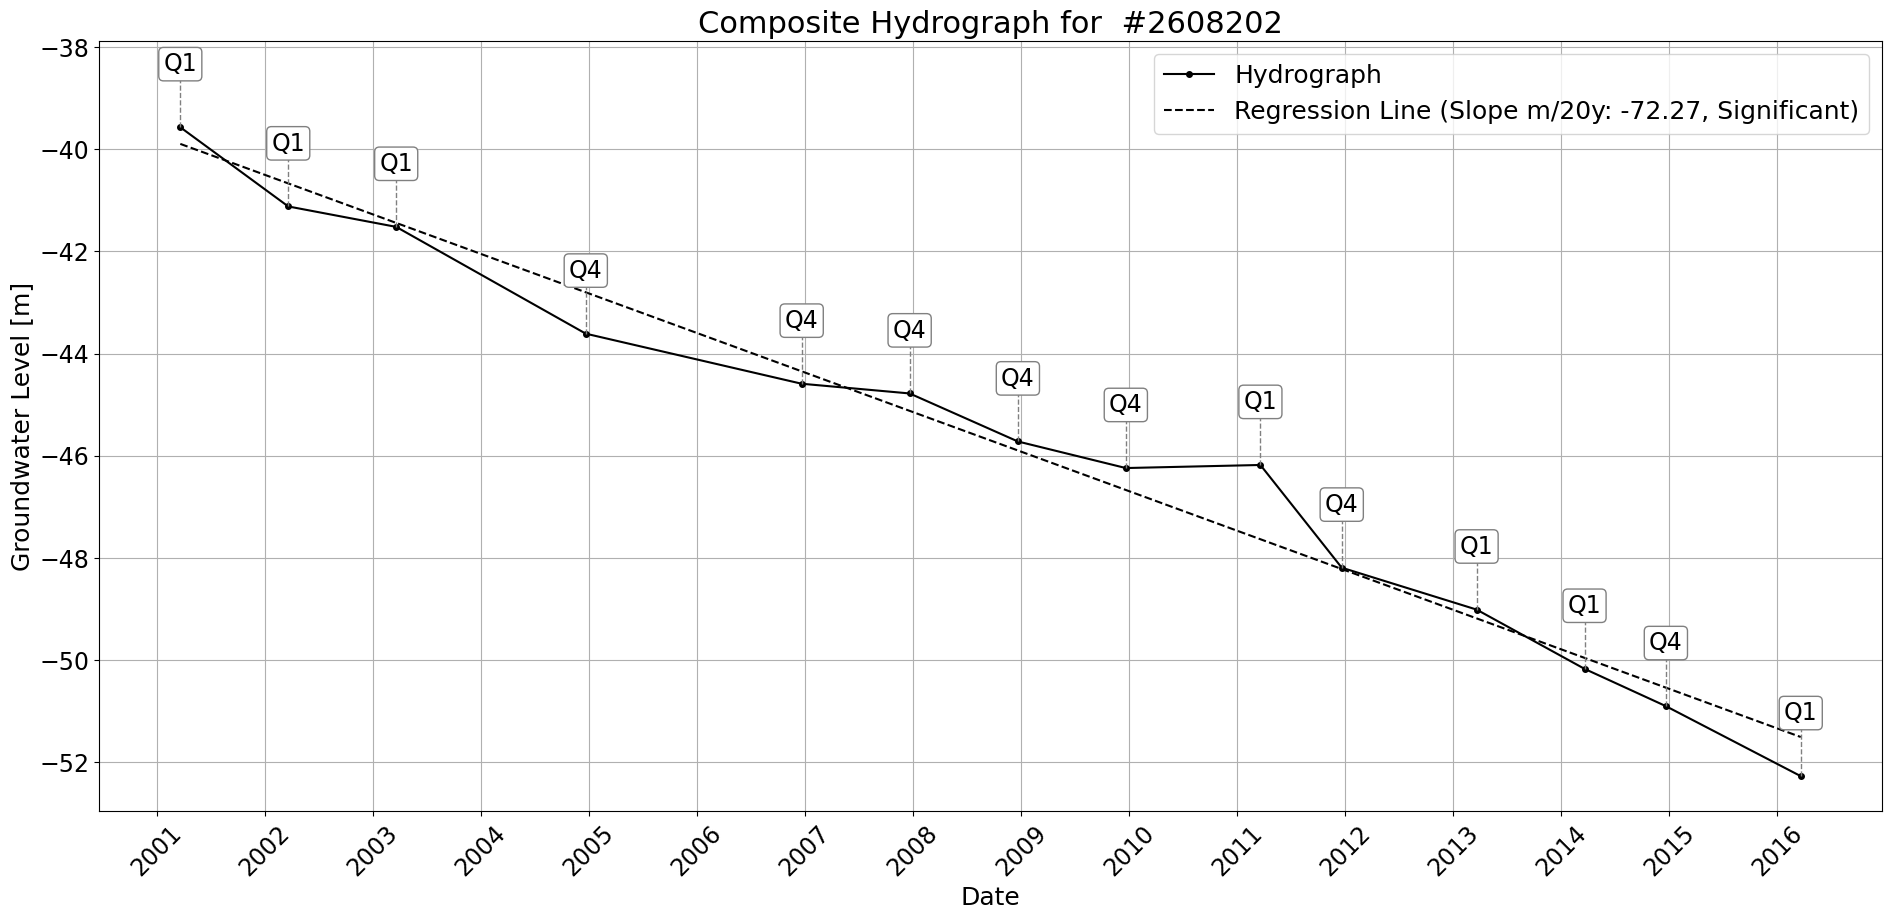 Composite Hydrograph for  #2608202
Hydrograph
Regression Line (Slope m/20y: -72.27, Significant)
Groundwater Level [m]
−38
−40
−42
−44
−46
−48
−50
−52
Q1
Q1
Q1
Q4
Q4
Q4
Q4
Q4
Q1
Q4
Q1
Q1
Q4
Q1
2001
2002
2003
2004
2005
2006
2007
2008
2009
2010
2011
2012
2013
2014
2015
2016
Date